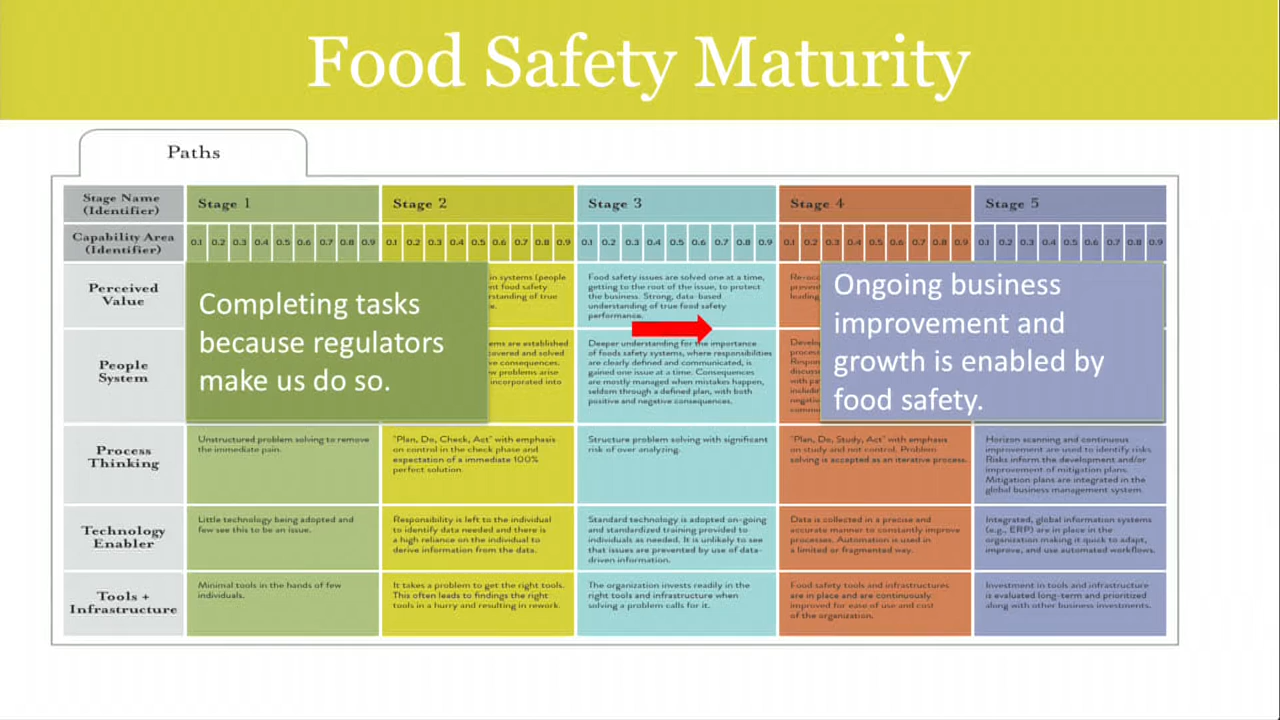 Food Safety Maturity
Paths
Stage Name
(Identifier)
Stage 1
Stage 2
Stage 3
Stage 4
Stage 5
Capability Area
(Identifier)
0.1 0.2 0.3 0.4 0.5 0.6 0.7 0.8 0.9
0.1 0.2 0.3 0.4 0.5 0.6 0.7 0.8 0.9
0.1 0.2 0.3 0.4 0.5 0.6 0.7 0.8 0.9
0.1 0.2 0.3 0.4 0.5 0.6 0.7 0.8 0.9
0.1 0.2 0.3 0.4 0.5 0.6 0.7 0.8 0.9
Perceived
Value
Completing tasks
because regulators
make us do so.
in systems (people
nt food safety
rstanding of true
Food safety issues are solved one at a time,
getting to the root of the issue, to protect
the business. Strong, data-based
understanding of true food safety
performance.
Ongoing business
improvement and
growth is enabled by
food safety.
People
System
ems are established
overed and solved
ve consequences.
w problems arise
incorporated into
Deeper understanding for the importance
of foods safety systems, where responsibilities
are clearly defined and communicated, is
gained one issue at a time. Consequences
are mostly managed when mistakes happen,
seldom through a defined plan, with both
positive and negative consequences.
Process
Thinking
Unstructured problem solving to remove
the immediate pain.
"Plan, Do, Check, Act" with emphasis
on control in the check phase and
expectation of a immediate 100%
perfect solution.
Structure problem solving with significant
risk of over analyzing.
"Plan, Do, Study, Act" with emphasis
on study and not control. Problem
solving is accepted as an iterative process.
Horizon scanning and continuous
improvement are used to identify risks.
Risks inform the development and/or
improvement of mitigation plans.
Mitigation plans are integrated in the
global business management system.
Technology
Enabler
Little technology being adopted and
few see this to be an issue.
Responsibility is left to the individual
to identify data needed and there is
a high reliance on the individual to
derive information from the data.
Standard technology is adopted on-going
and standardized training provided to
individuals as needed. It is unlikely to see
that issues are prevented by use of data-
driven information.
Data is collected in a precise and
accurate manner to constantly improve
processes. Automation is used in
a limited or fragmented way.
Integrated, global information systems
(e.g., ERP) are in place in the
organization making it quick to adapt,
improve, and use automated workflows.
Tools +
Infrastructure
Minimal tools in the hands of few
individuals.
It takes a problem to get the right tools.
This often leads to findings the right
tools in a hurry and resulting in rework.
The organization invests readily in the
right tools and infrastructure when
solving a problem calls for it.
Food safety tools and infrastructures
are in place and are continuously
improved for ease of use and cost
of the organization.
Investment in tools and infrastructure
is evaluated long-term and prioritized
along with other business investments.